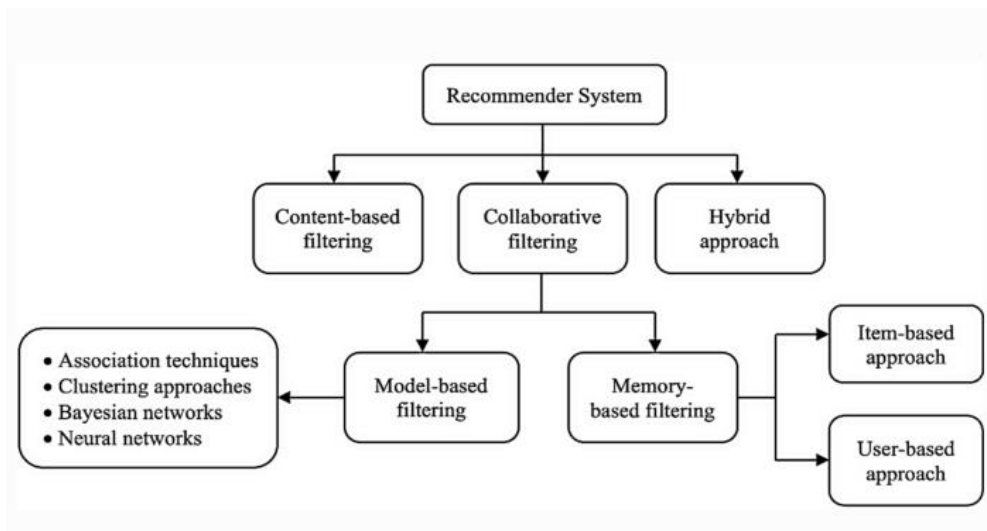 Recommender System
Content-based
filtering
Collaborative
filtering
Hybrid
approach
• Association techniques
• Clustering approaches
• Bayesian networks
• Neural networks
Model-based
filtering
Memory-
based filtering
Item-based
approach
User-based
approach